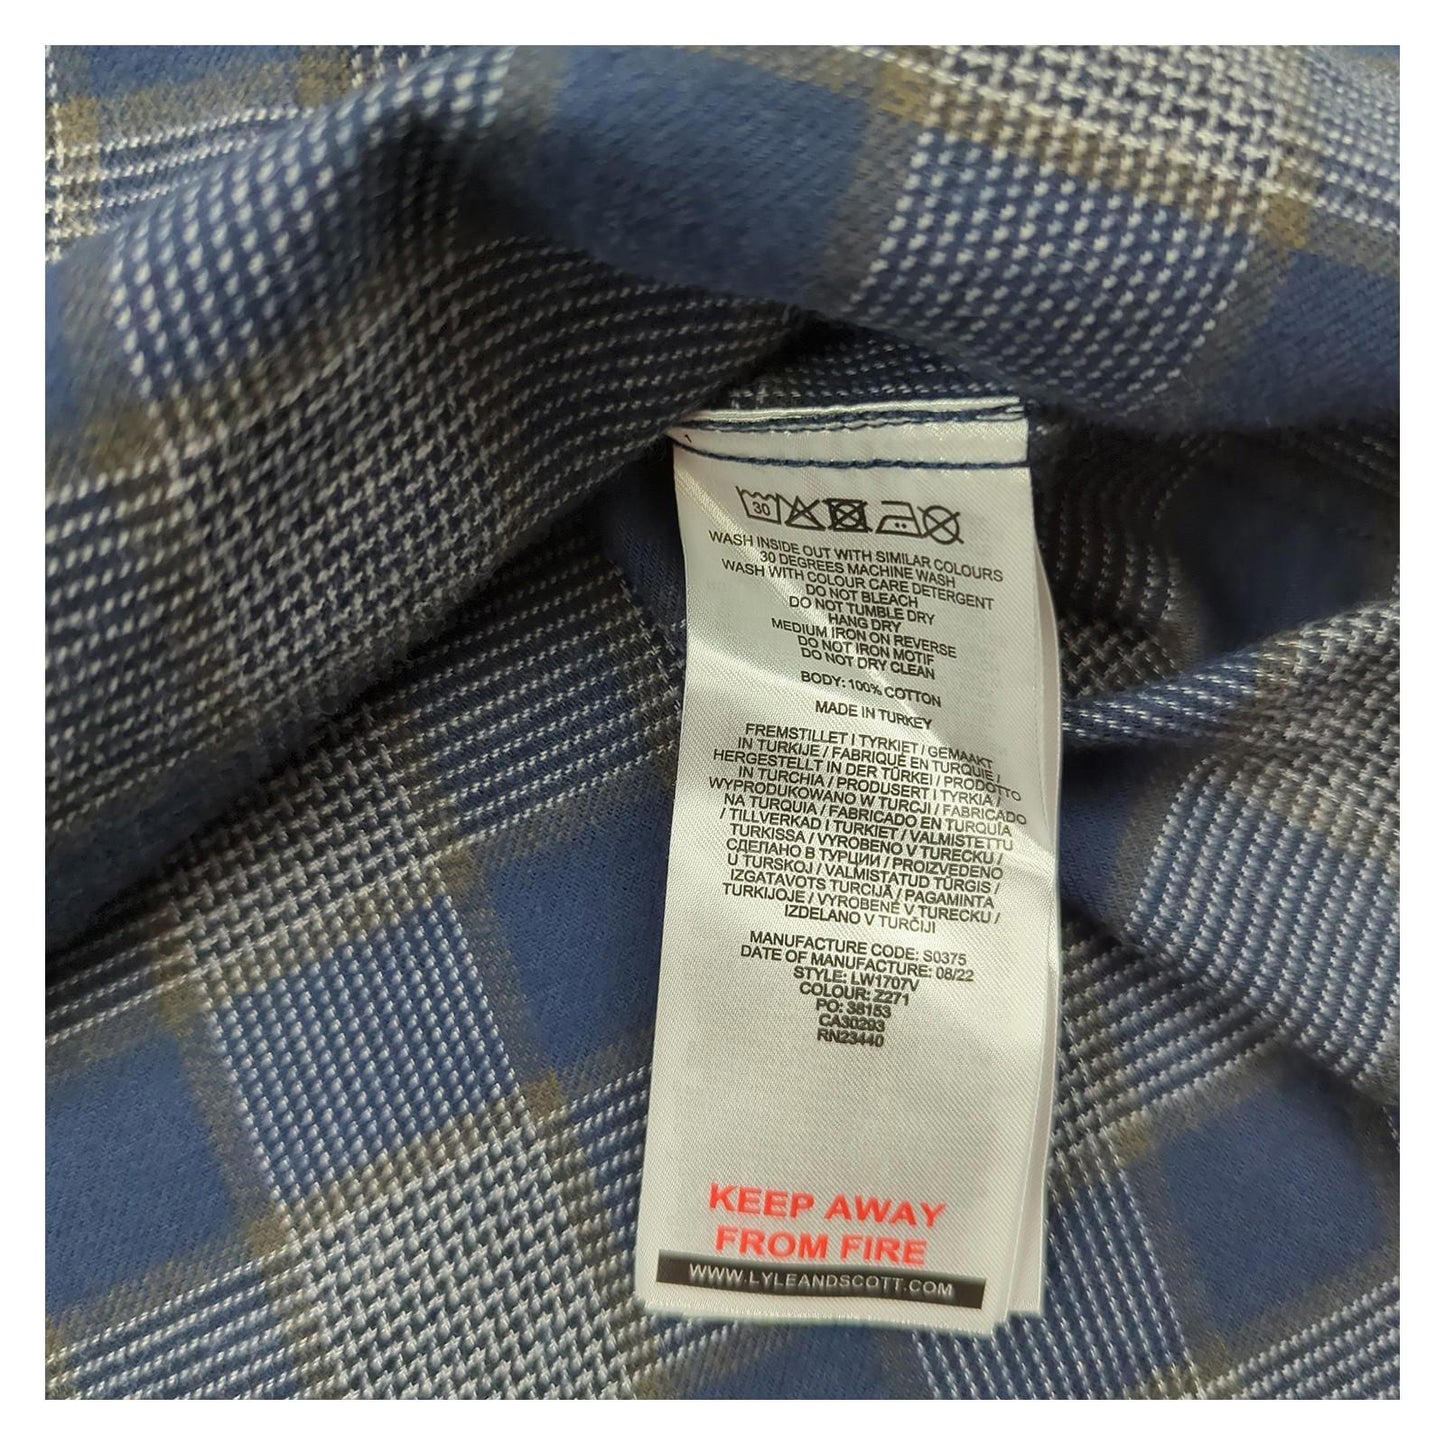 30
WASH INSIDE OUT WITH SIMILAR COLOURS
30 DEGREES MACHINE WASH
WASH WITH COLOUR CARE DETERGENT
DO NOT BLEACH
DO NOT TUMBLE DRY
HANG DRY
MEDIUM IRON ON REVERSE
DO NOT IRON MOTIF
DO NOT DRY CLEAN
BODY: 100% COTTON
MADE IN TURKEY
FREMSTILLET I TYRKIET / GEMAAKT
IN TURKIJE / FABRIQUÉ EN TURQUIE /
HERGESTELLT IN DER TÜRKEI / PRODOTTO
IN TURCHIA / PRODUSERT I TYRKIA /
WYPRODUKOWANO W TURCJI / FABRICADO
NA TURQUIA / FABRICADO EN TURQUÍA
/ TILLVERKAD I TURKIET / VALMISTETTU
TURKISSA / VYROBENO V TURECKU /
СДЕЛАНО В ТУРЦИИ / PROIZVEDENO
U TURSKOJ / VALMISTATUD TÜRGIS /
IZGATAVOTS TURCIJĀ / PAGAMINTA
TURKIJOJE / VYROBENÉ V TURECKU /
IZDELANO V TURČIJI
MANUFACTURE CODE: S0375
DATE OF MANUFACTURE: 08/22
STYLE: LW1707V
COLOUR: Z271
PO: 38153
CA30293
RN23440
KEEP AWAY
FROM FIRE
WWW.LYLEANDSCOTT.COM